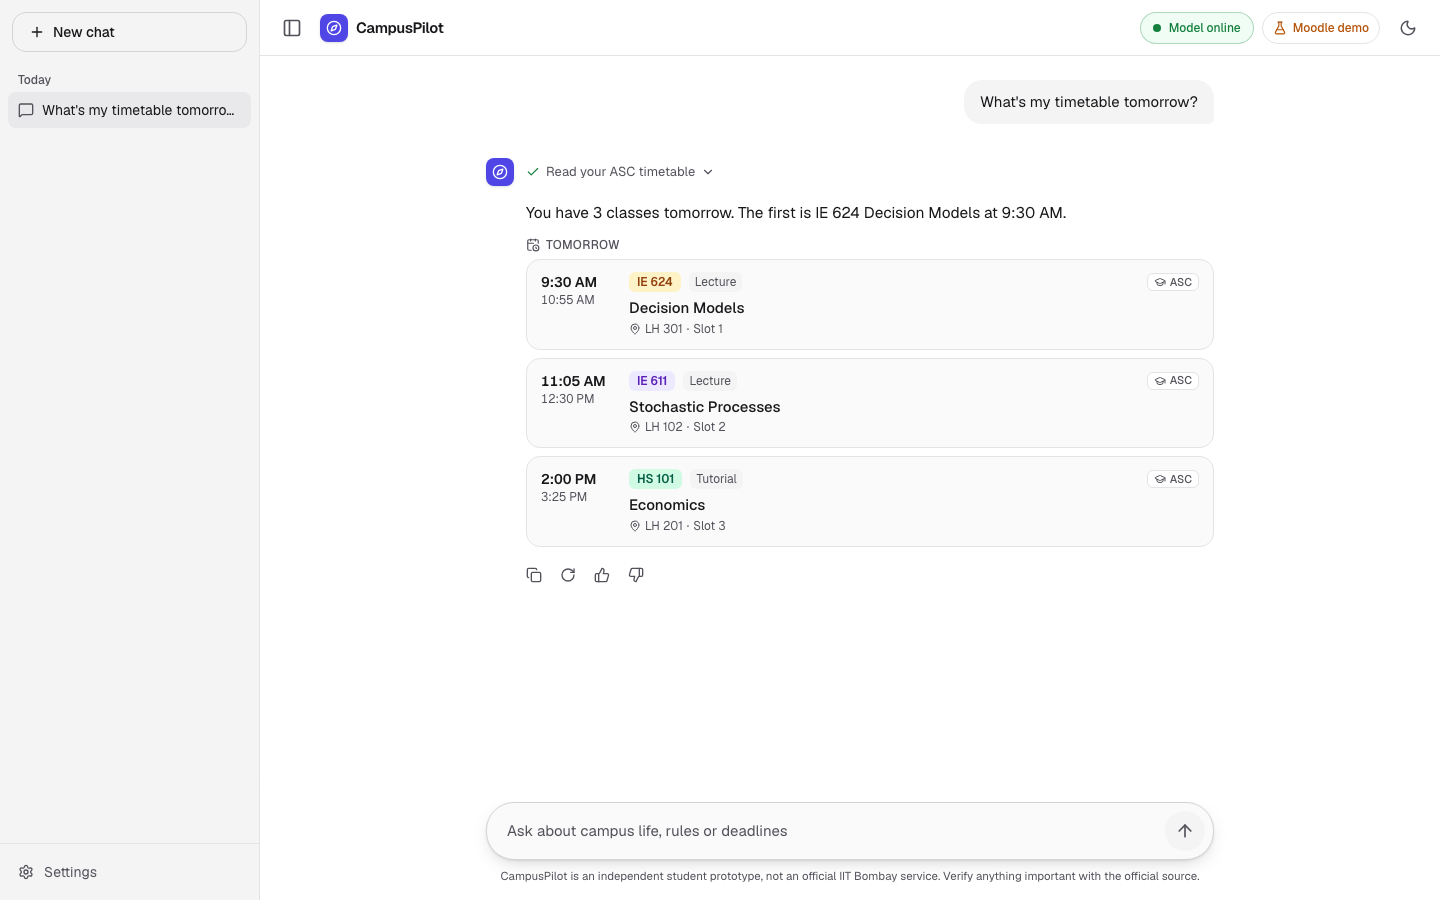 New chat
Today
What's my timetable tomorro...
Settings
CampusPilot
Model online
Moodle demo
What's my timetable tomorrow?
Read your ASC timetable
You have 3 classes tomorrow. The first is IE 624 Decision Models at 9:30 AM.
TOMORROW
9:30 AM
10:55 AM
IE 624
Lecture
ASC
Decision Models
LH 301 · Slot 1
11:05 AM
12:30 PM
IE 611
Lecture
ASC
Stochastic Processes
LH 102 · Slot 2
2:00 PM
3:25 PM
HS 101
Tutorial
ASC
Economics
LH 201 · Slot 3
Ask about campus life, rules or deadlines
CampusPilot is an independent student prototype, not an official IIT Bombay service. Verify anything important with the official source.